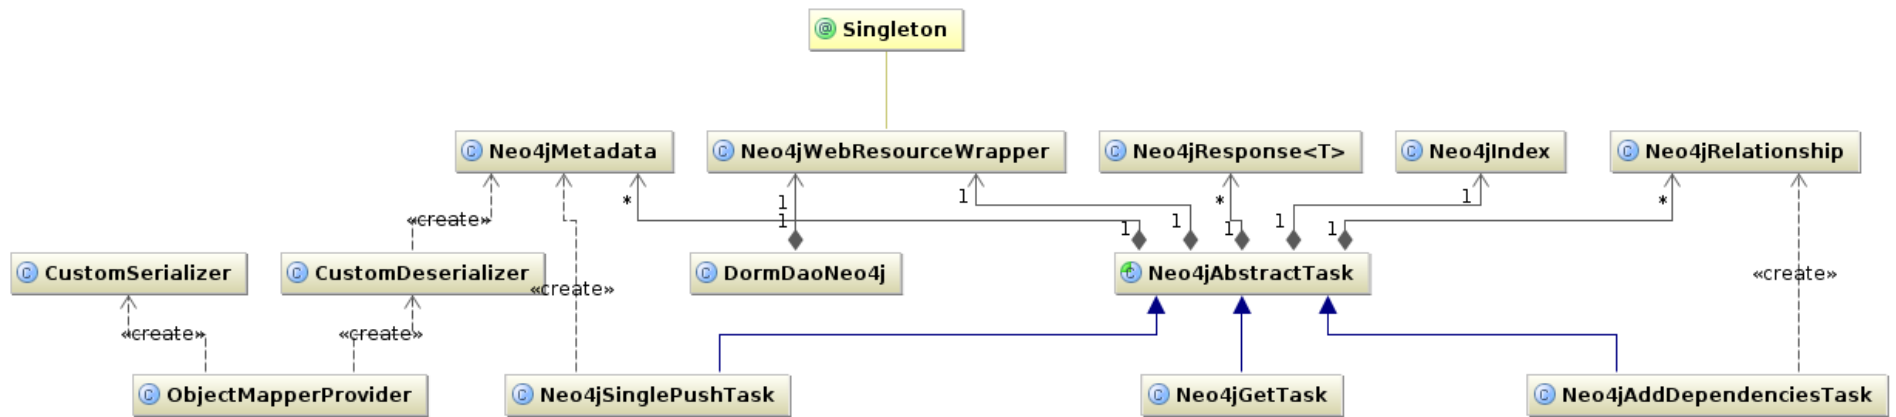 @ Singleton
C Neo4jMetadata
C Neo4jWebResourceWrapper
C Neo4jResponse<T>
C Neo4jIndex
C Neo4jRelationship
* 1 1 * 1 *
«create» 1 1 1 1 1 1
C CustomSerializer
C CustomDeserializer
C DormDaoNeo4j
C Neo4jAbstractTask
«create»
«create»
«create»
«create»
C ObjectMapperProvider
C Neo4jSinglePushTask
C Neo4jGetTask
C Neo4jAddDependenciesTask